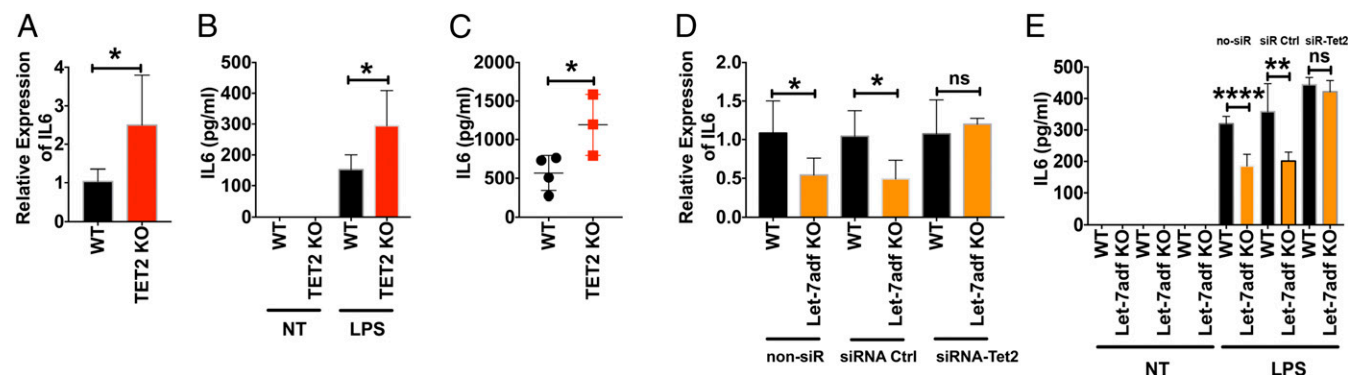 A
Relative Expression
of IL6
4
3
2
1
0
*
WT
TET2 KO
B
IL6 (pg/ml)
500
400
300
200
100
0
*
WT
TET2 KO
WT
TET2 KO
NT
LPS
C
IL6 (pg/ml)
2000
1500
1000
500
0
*
WT
TET2 KO
D
Relative Expression
of IL6
2.0
1.5
1.0
0.5
0.0
*
*
ns
WT
Let-7adf KO
WT
Let-7adf KO
WT
Let-7adf KO
non-siR
siRNA Ctrl
siRNA-Tet2
E
no-siR
siR Ctrl
siR-Tet2
IL6 (pg/ml)
500
400
300
200
100
0
****
**
ns
WT
Let-7adf KO
WT
Let-7adf KO
WT
Let-7adf KO
WT
Let-7adf KO
WT
Let-7adf KO
WT
Let-7adf KO
NT
LPS